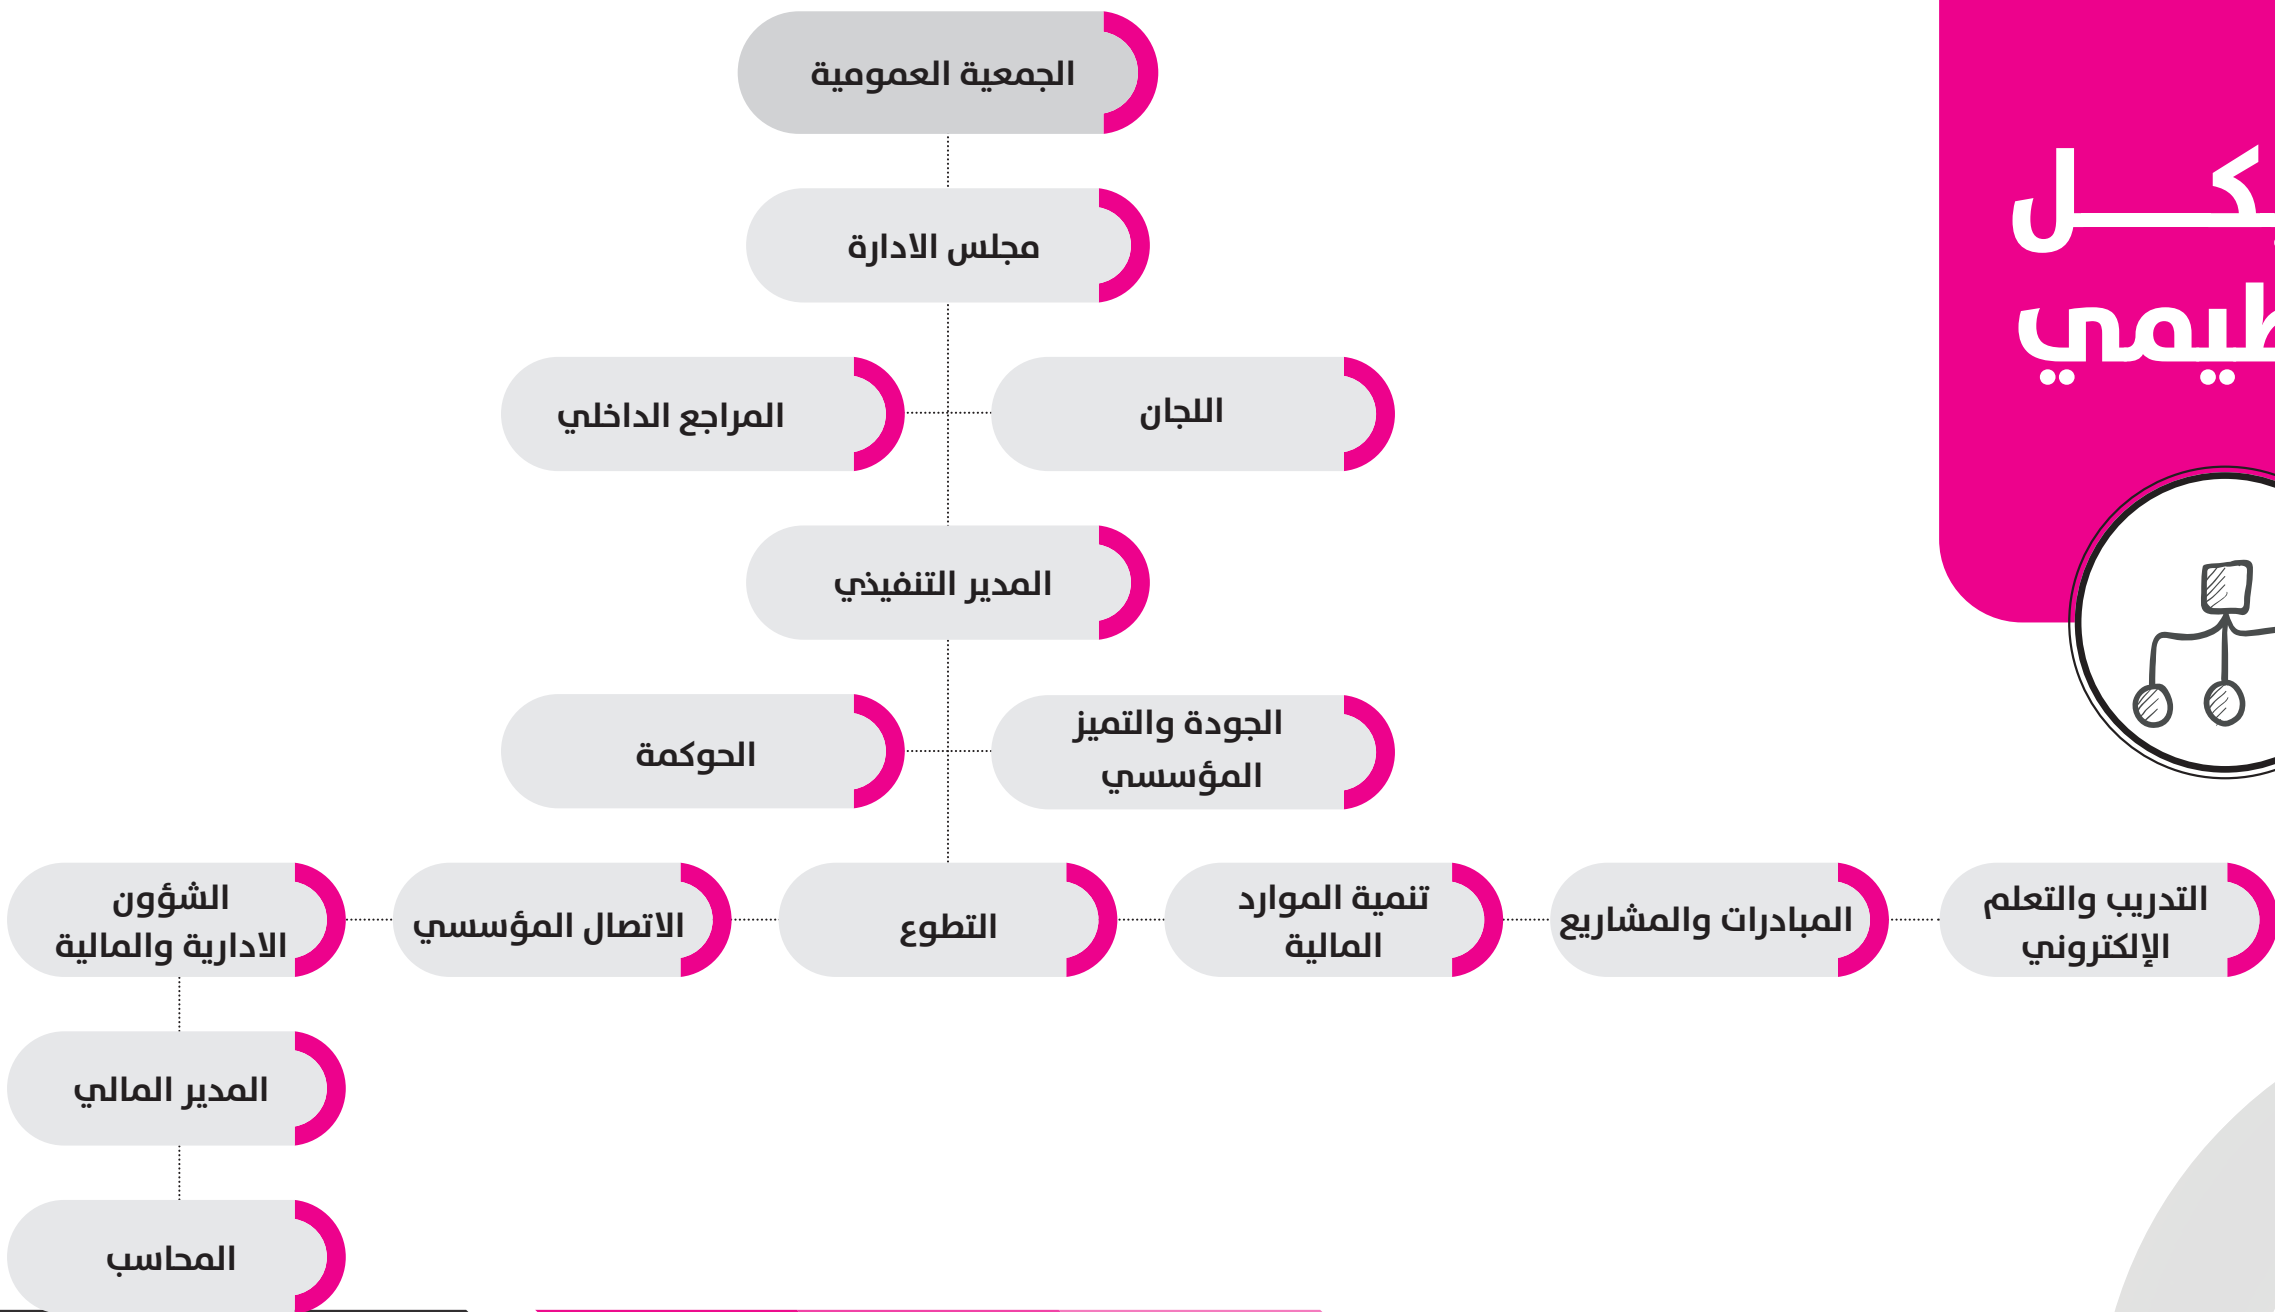 الجمعية العمومية
مجلس الادارة
اللجان
المراجع الداخلي
المدير التنفيذي
الجودة والتميز
المؤسسي
الحوكمة
التدريب والتعلم
الإلكتروني
المبادرات والمشاريع
تنمية الموارد
المالية
التطوع
الاتصال المؤسسي
الشؤون
الادارية والمالية
المدير المالي
المحاسب